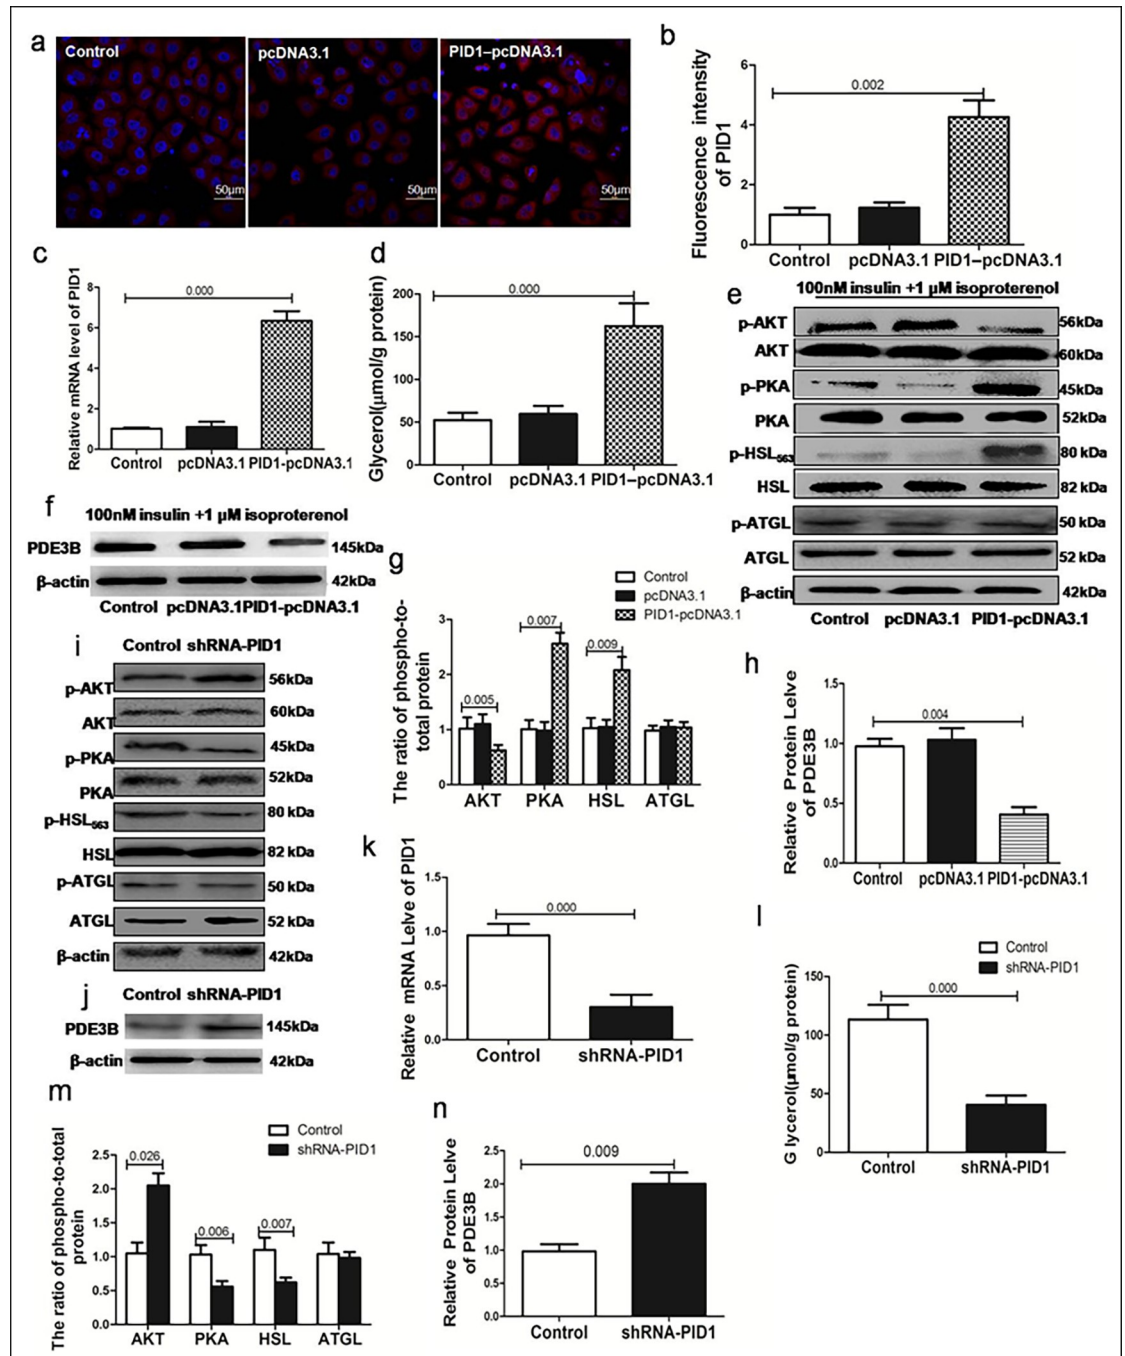 a
Control
pcDNA3.1
PID1–pcDNA3.1
50μm
50μm
50μm
b
Fluorescence intensity
of PID1
6
4
2
0
0.002
Control
pcDNA3.1
PID1–pcDNA3.1
c
Relative mRNA level of PID1
8
6
4
2
0
0.000
Control
pcDNA3.1
PID1-pcDNA3.1
d
Glycerol(μmol/g protein)
200
150
100
50
0
0.000
Control
pcDNA3.1
PID1–pcDNA3.1
e
100nM insulin +1 μM isoproterenol
p-AKT 56kDa
AKT 60kDa
p-PKA 45kDa
PKA 52kDa
p-HSL563 80 kDa
HSL 82 kDa
p-ATGL 50 kDa
ATGL 52 kDa
β-actin 42kDa
Control pcDNA3.1 PID1-pcDNA3.1
f
100nM insulin +1 μM isoproterenol
PDE3B 145kDa
β-actin 42kDa
Control pcDNA3.1 PID1-pcDNA3.1
g
Control
pcDNA3.1
PID1-pcDNA3.1
The ratio of phospho-to-
total protein
3
2
1
0
0.005
0.007
0.009
AKT PKA HSL ATGL
h
Relative Protein Lelve
of PDE3B
1.5
1.0
0.5
0.0
0.004
Control pcDNA3.1 PID1-pcDNA3.1
i
Control shRNA-PID1
p-AKT 56kDa
AKT 60kDa
p-PKA 45kDa
PKA 52kDa
p-HSL563 80 kDa
HSL 82 kDa
p-ATGL 50 kDa
ATGL 52 kDa
β-actin 42kDa
j
Control shRNA-PID1
PDE3B 145kDa
β-actin 42kDa
k
Relative mRNA Lelve of PID1
1.5
1.0
0.5
0.0
0.000
Control shRNA-PID1
l
Control
shRNA-PID1
G lycerol(μmol/g protein)
150
100
50
0
0.000
Control shRNA-PID1
m
Control
shRNA-PID1
The ratio of phospho-to-total
protein
2.5
2.0
1.5
1.0
0.5
0.0
0.026
0.006
0.007
AKT PKA HSL ATGL
n
Relative Protein Lelve
of PDE3B
2.5
2.0
1.5
1.0
0.5
0.0
0.009
Control shRNA-PID1